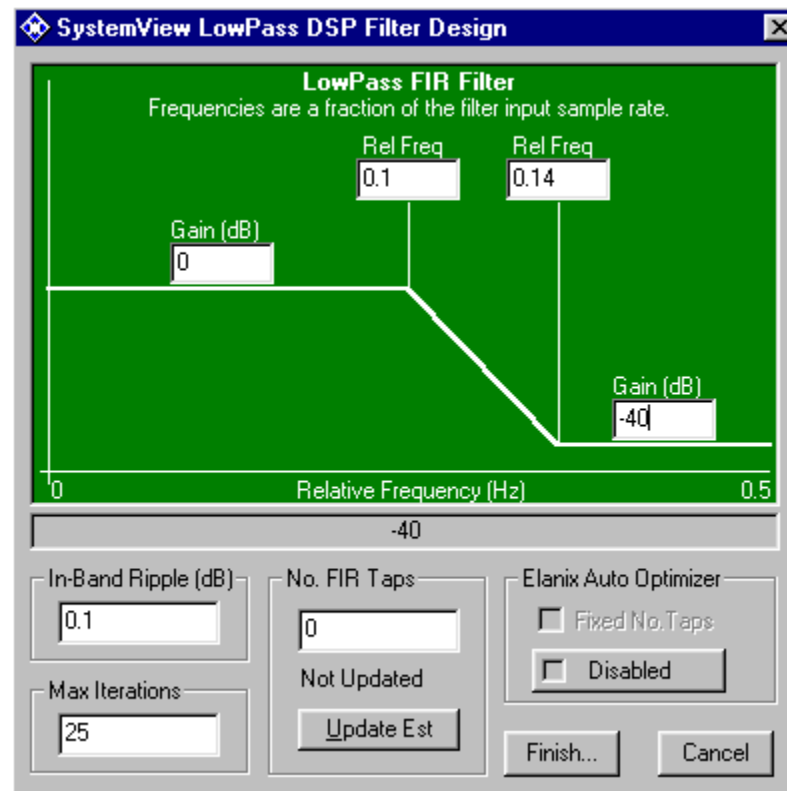 SystemView LowPass DSP Filter Design
LowPass FIR Filter
Frequencies are a fraction of the filter input sample rate.
Rel Freq
0.1
Rel Freq
0.14
Gain (dB)
0
Gain (dB)
-40
0
Relative Frequency (Hz)
0.5
-40
In-Band Ripple (dB)
0.1
Max Iterations
25
No. FIR Taps
0
Not Updated
Update Est
Elanix Auto Optimizer
Fixed No.Taps
Disabled
Finish...
Cancel